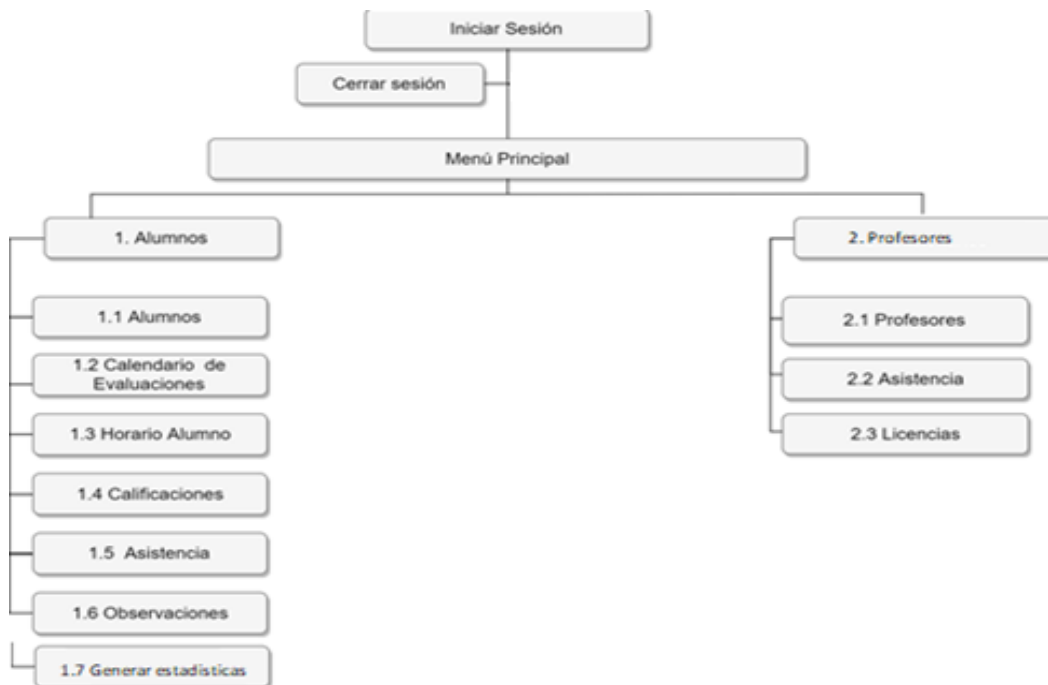 Iniciar Sesión
Cerrar sesión
Menú Principal
1. Alumnos
2. Profesores
1.1 Alumnos
2.1 Profesores
1.2 Calendario de
Evaluaciones
2.2 Asistencia
1.3 Horario Alumno
2.3 Licencias
1.4 Calificaciones
1.5 Asistencia
1.6 Observaciones
1.7 Generar estadísticas